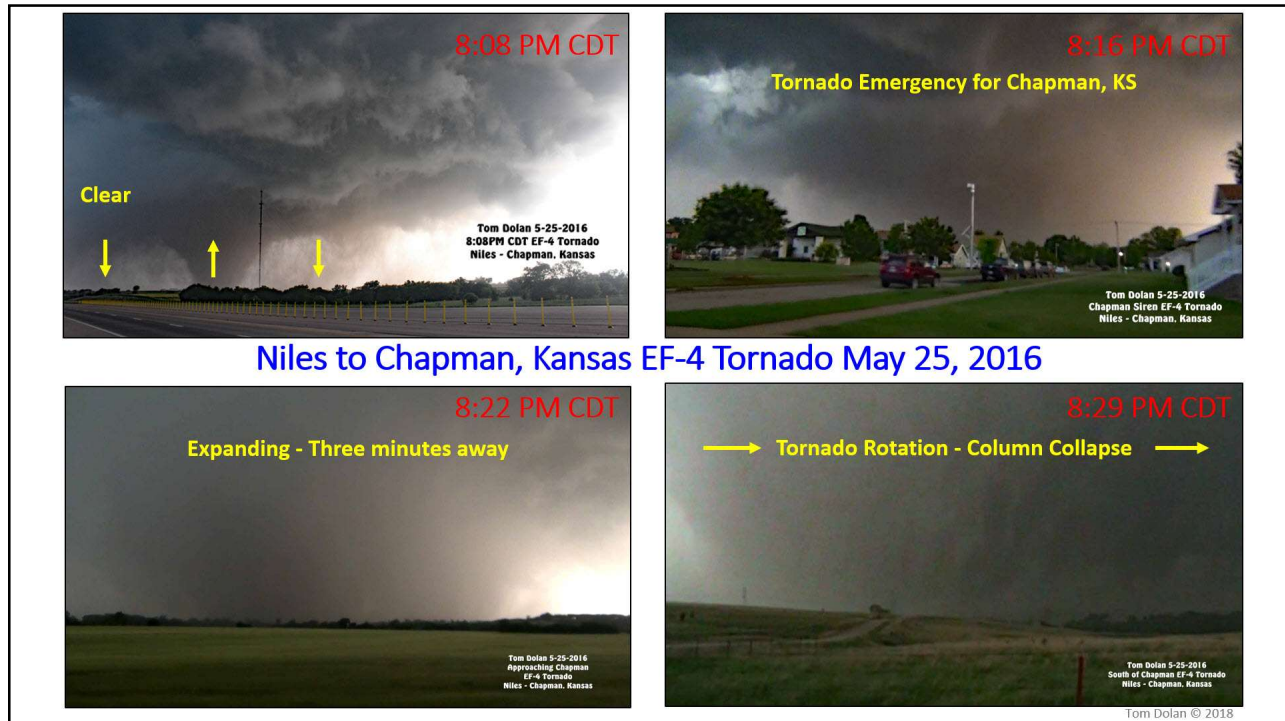 8:08 PM CDT
Clear
Tom Dolan 5-25-2016
8:08PM CDT EF-4 Tornado
Niles - Chapman, Kansas
8:16 PM CDT
Tornado Emergency for Chapman, KS
Tom Dolan 5-25-2016
Chapman Siren EF-4 Tornado
Niles - Chapman, Kansas
Niles to Chapman, Kansas EF-4 Tornado May 25, 2016
8:22 PM CDT
Expanding - Three minutes away
Tom Dolan 5-25-2016
Approaching Chapman
EF-4 Tornado
Niles - Chapman, Kansas
8:29 PM CDT
Tornado Rotation - Column Collapse
Tom Dolan 5-25-2016
South of Chapman EF-4 Tornado
Niles - Chapman, Kansas
Tom Dolan © 2018